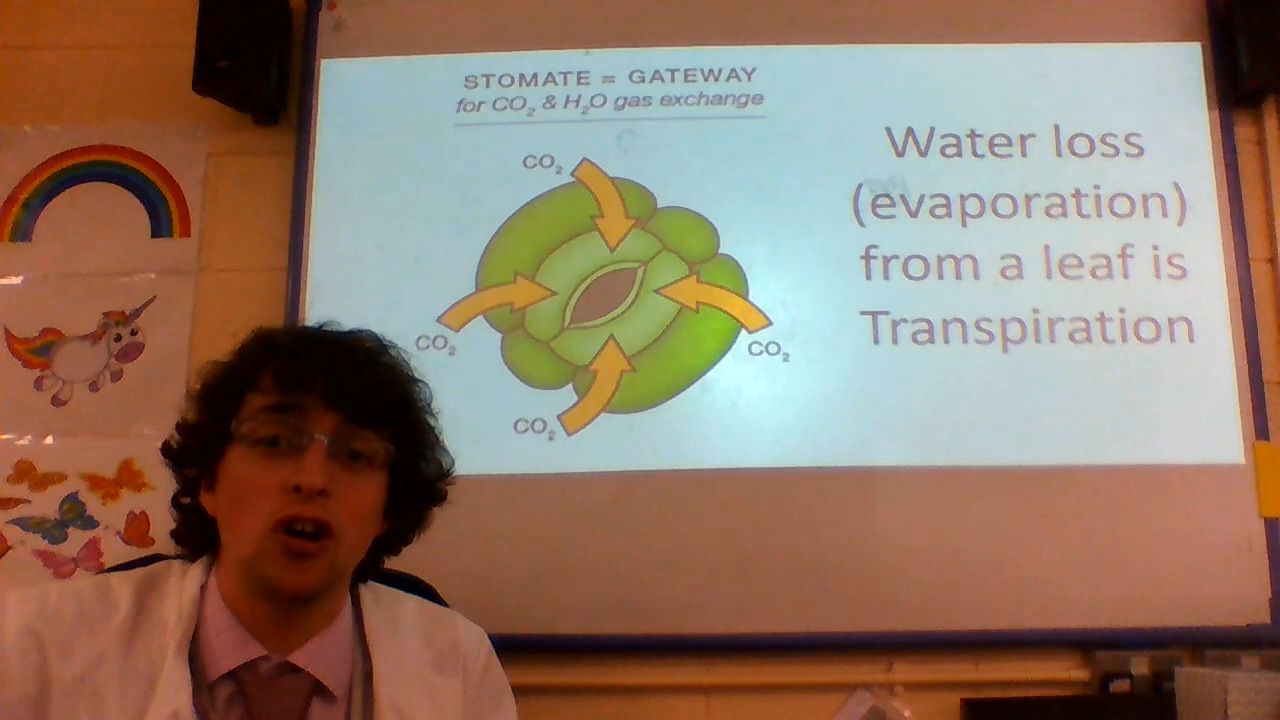 STOMATE = GATEWAY
for CO₂ & H₂O gas exchange
CO₂
CO₂
CO₂
CO₂
Water loss
(evaporation)
from a leaf is
Transpiration